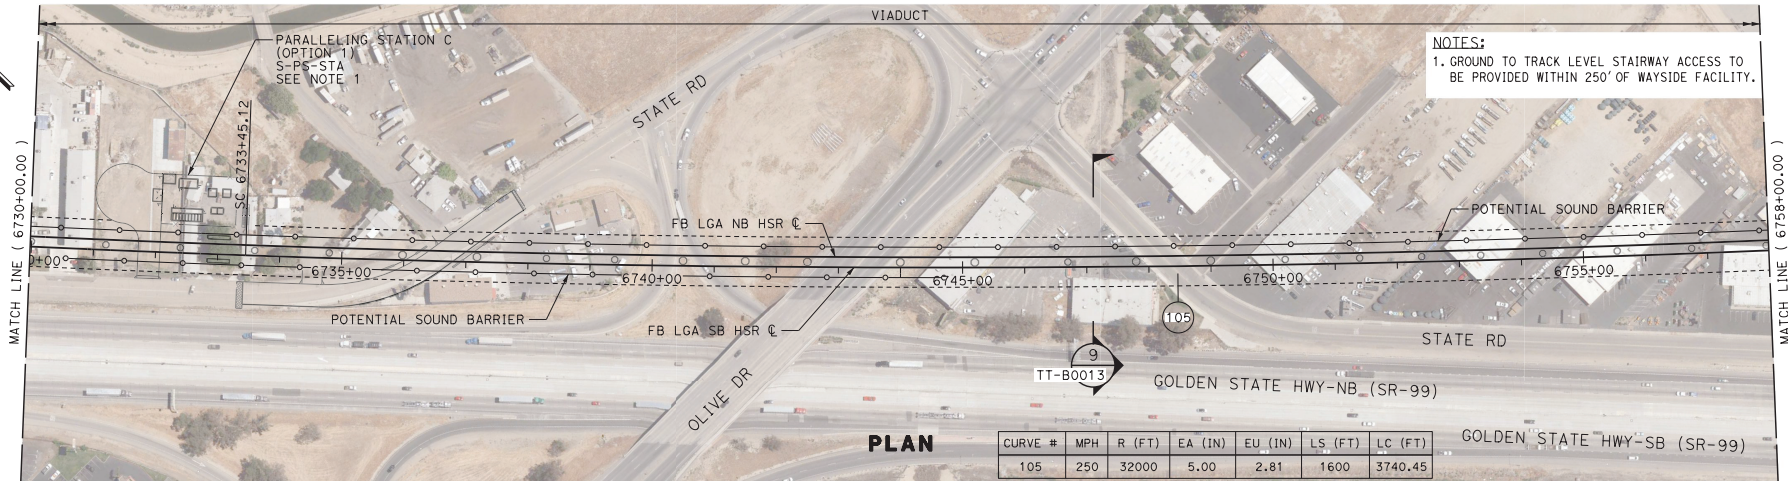 VIADUCT
PARALLELING STATION C
(OPTION 1)
S-PS-STA
SEE NOTE 1
NOTES:
1. GROUND TO TRACK LEVEL STAIRWAY ACCESS TO
BE PROVIDED WITHIN 250' OF WAYSIDE FACILITY.
STATE RD
SC 6733+45.12
MATCH LINE ( 6730+00.00 )
MATCH LINE ( 6758+00.00 )
FB LGA NB HSR ℄
POTENTIAL SOUND BARRIER
0+00
6735+00
6740+00
6745+00
6750+00
6755+00
POTENTIAL SOUND BARRIER
FB LGA SB HSR ℄
105
STATE RD
9
TT-B0013
GOLDEN STATE HWY-NB (SR-99)
OLIVE DR
PLAN
CURVE # MPH R (FT) EA (IN) EU (IN) LS (FT) LC (FT)
105 250 32000 5.00 2.81 1600 3740.45
GOLDEN STATE HWY-SB (SR-99)